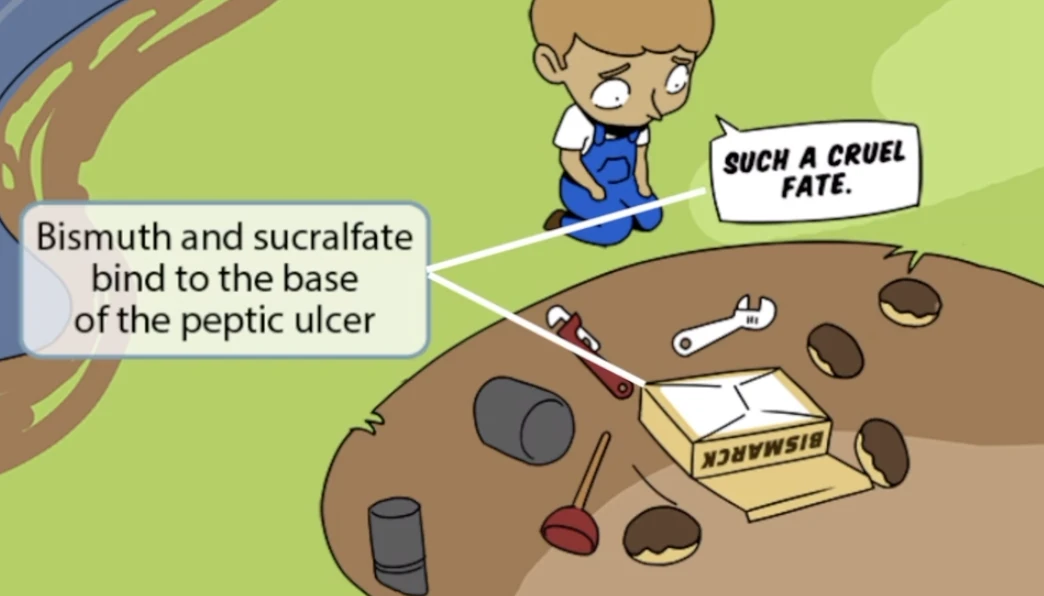 SUCH A CRUEL
FATE.
Bismuth and sucralfate
bind to the base
of the peptic ulcer
BISMARCK